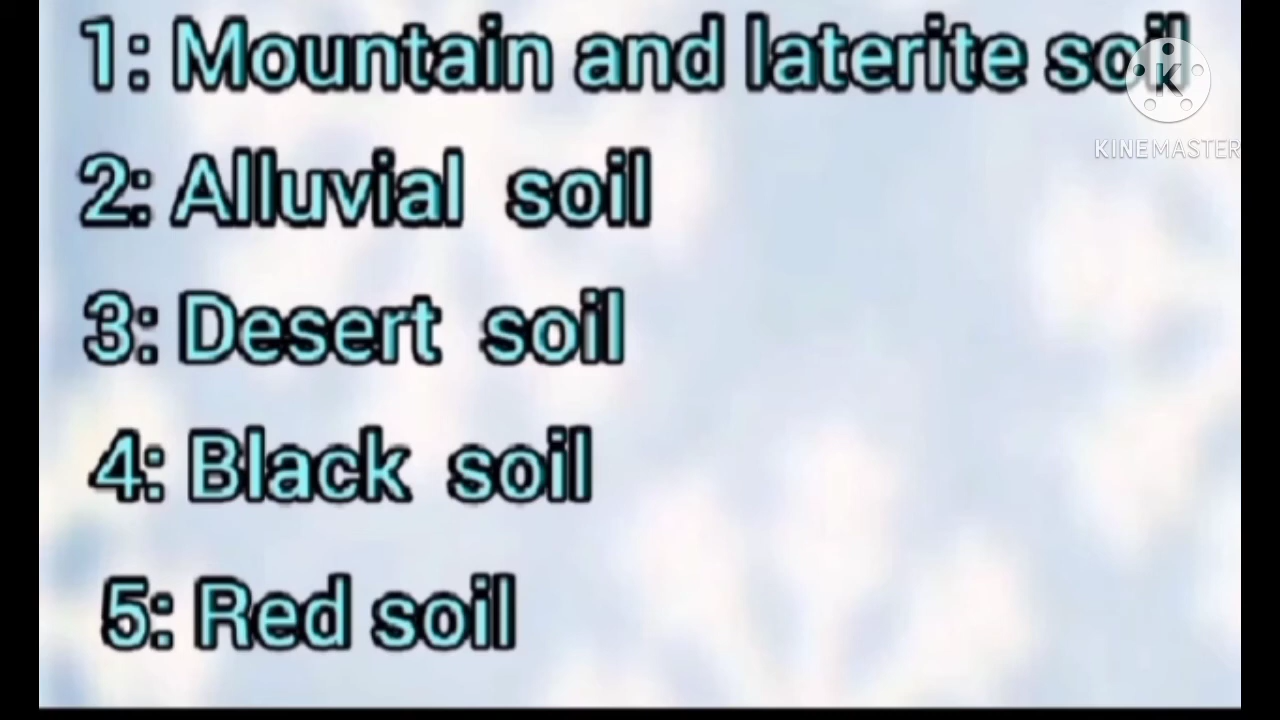 1: Mountain and laterite soil
K
KINEMASTER
2: Alluvial soil
3: Desert soil
4: Black soil
5: Red soil